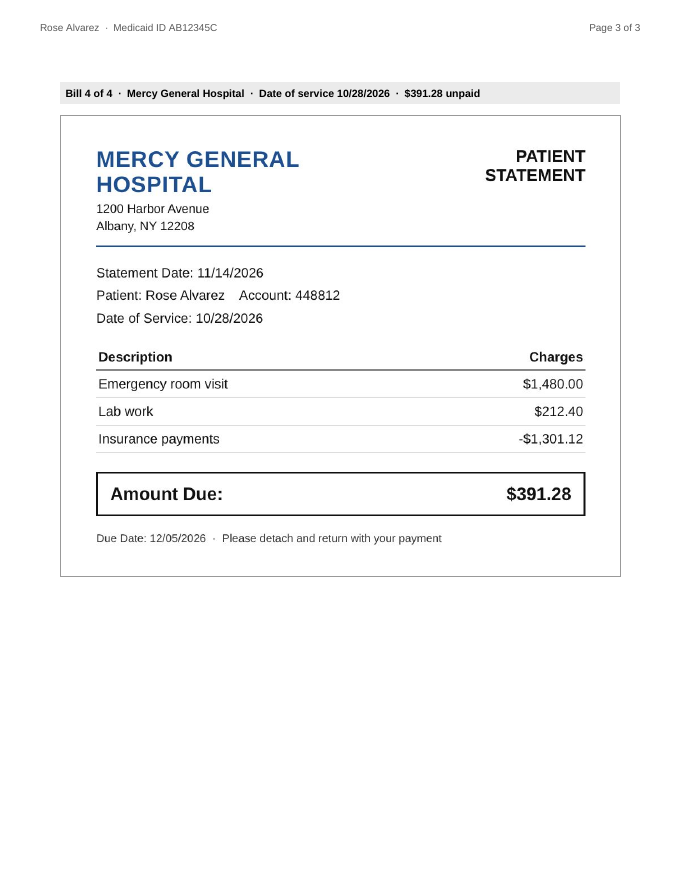 Rose Alvarez · Medicaid ID AB12345C Page 3 of 3
Bill 4 of 4 · Mercy General Hospital · Date of service 10/28/2026 · $391.28 unpaid
MERCY GENERAL
HOSPITAL
PATIENT
STATEMENT
1200 Harbor Avenue
Albany, NY 12208
Statement Date: 11/14/2026
Patient: Rose Alvarez Account: 448812
Date of Service: 10/28/2026
Description Charges
Emergency room visit $1,480.00
Lab work $212.40
Insurance payments -$1,301.12
Amount Due: $391.28
Due Date: 12/05/2026 · Please detach and return with your payment